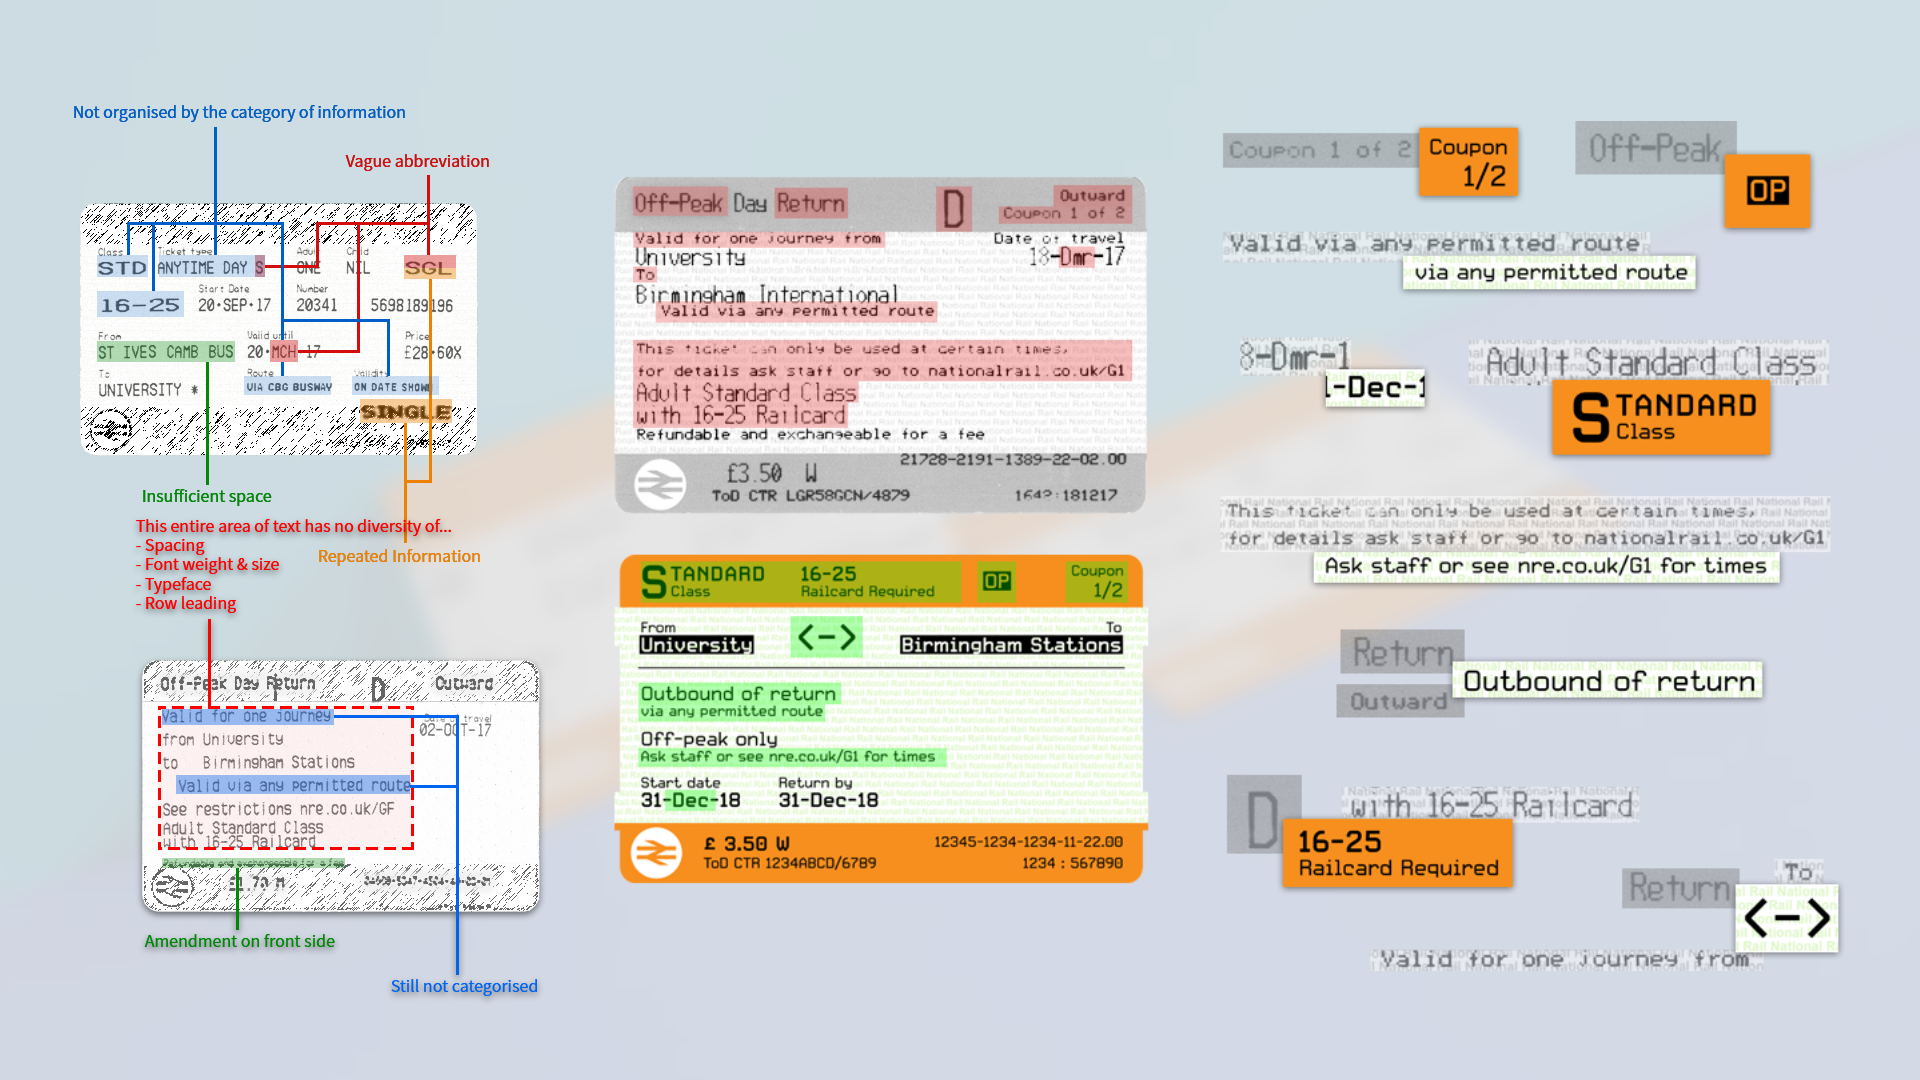 Not organised by the category of information
Vague abbreviation
Class
Ticket type
Child
STD
ANYTIME DAY S
ONE
NIL
SGL
Start Date
Number
16-25
20·SEP·17
20341
5698189196
From
Valid until
Price
ST IVES CAMB BUS
20·MCH 17
£28·60X
To
Route
Validity
UNIVERSITY *
VIA CBG BUSWAY
ON DATE SHOWN
SINGLE
Insufficient space
This entire area of text has no diversity of...
- Spacing
- Font weight & size
- Typeface
- Row leading
Repeated Information
Off-Peak Day Return
D
Outward
Valid for one journey
Date of travel
02-OCT-17
from University
to Birmingham Stations
Valid via any permitted route
See restrictions nre.co.uk/GF
Adult Standard Class
with 16-25 Railcard
Refundable and exchangeable for a fee
Amendment on front side
Still not categorised
Off-Peak Day Return
D
Outward
Coupon 1 of 2
Valid for one journey from
Date of travel
University
18-Dmr-17
To
Birmingham International
Valid via any permitted route
This ticket can only be used at certain times,
for details ask staff or go to nationalrail.co.uk/G1
Adult Standard Class
with 16-25 Railcard
Refundable and exchangeable for a fee
21728-2191-1389-22-02.00
£3.50 W
ToD CTR LGR58GCN/4879
1642:181217
STANDARD
Class
16-25
Railcard Required
OP
Coupon
1/2
From
To
University
<->
Birmingham Stations
Outbound of return
via any permitted route
Off-peak only
Ask staff or see nre.co.uk/G1 for times
Start date
Return by
31-Dec-18
31-Dec-18
£ 3.50 W
12345-1234-1234-11-22.00
ToD CTR 1234ABCD/6789
1234 : 567890
Coupon 1 of 2
Coupon
1/2
Off-Peak
OP
Valid via any permitted route
via any permitted route
8-Dmr-1
1-Dec-1
Adult Standard Class
STANDARD
Class
This ticket can only be used at certain times,
for details ask staff or go to nationalrail.co.uk/G1
Ask staff or see nre.co.uk/G1 for times
Return
Outward
Outbound of return
D
with 16-25 Railcard
16-25
Railcard Required
Return
To
<->
Valid for one journey from